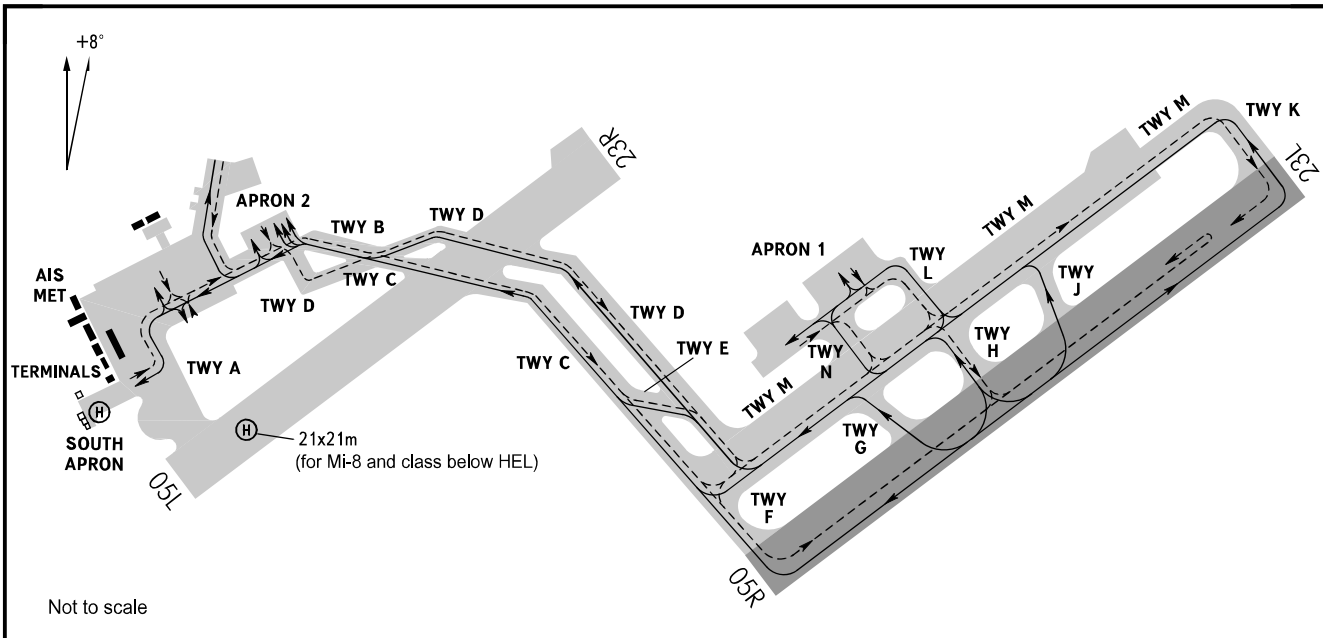 +8°
TWY M
TWY K
23L
23R
APRON 2
TWY B
TWY D
TWY M
APRON 1
TWY
L
AIS
MET
TWY C
TWY
J
TWY D
TWY D
TWY E
TWY
H
TERMINALS
TWY A
TWY C
TWY
N
TWY M
H
H
SOUTH
APRON
21x21m
(for Mi-8 and class below HEL)
TWY
G
05L
TWY
F
05R
Not to scale